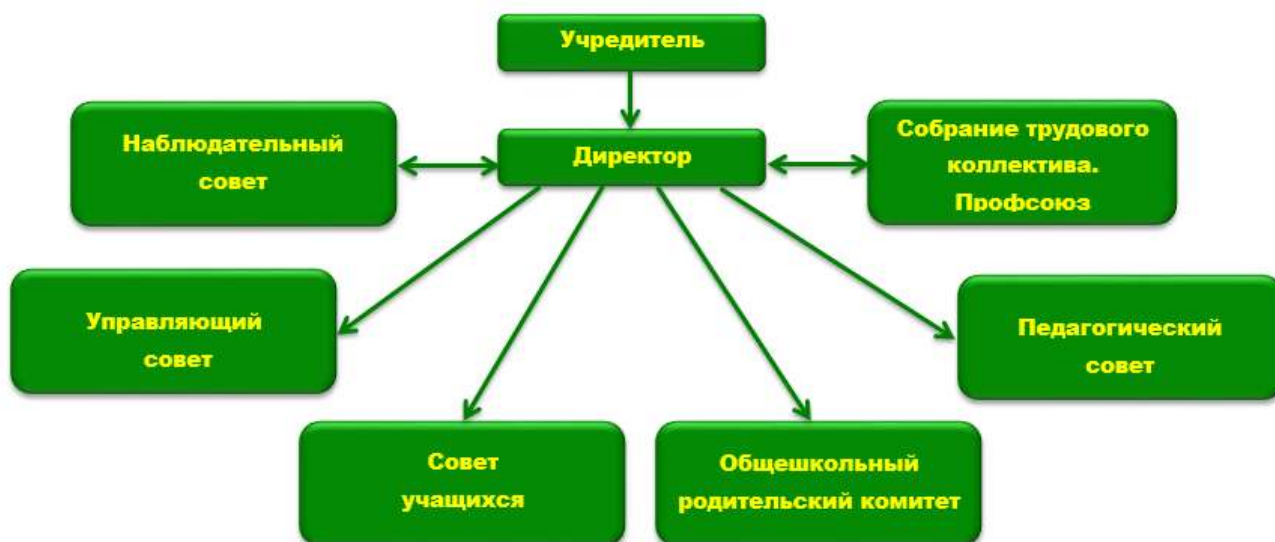 Учредитель
Наблюдательный
совет
Директор
Собрание трудового
коллектива.
Профсоюз
Управляющий
совет
Педагогический
совет
Совет
учащихся
Общешкольный
родительский комитет